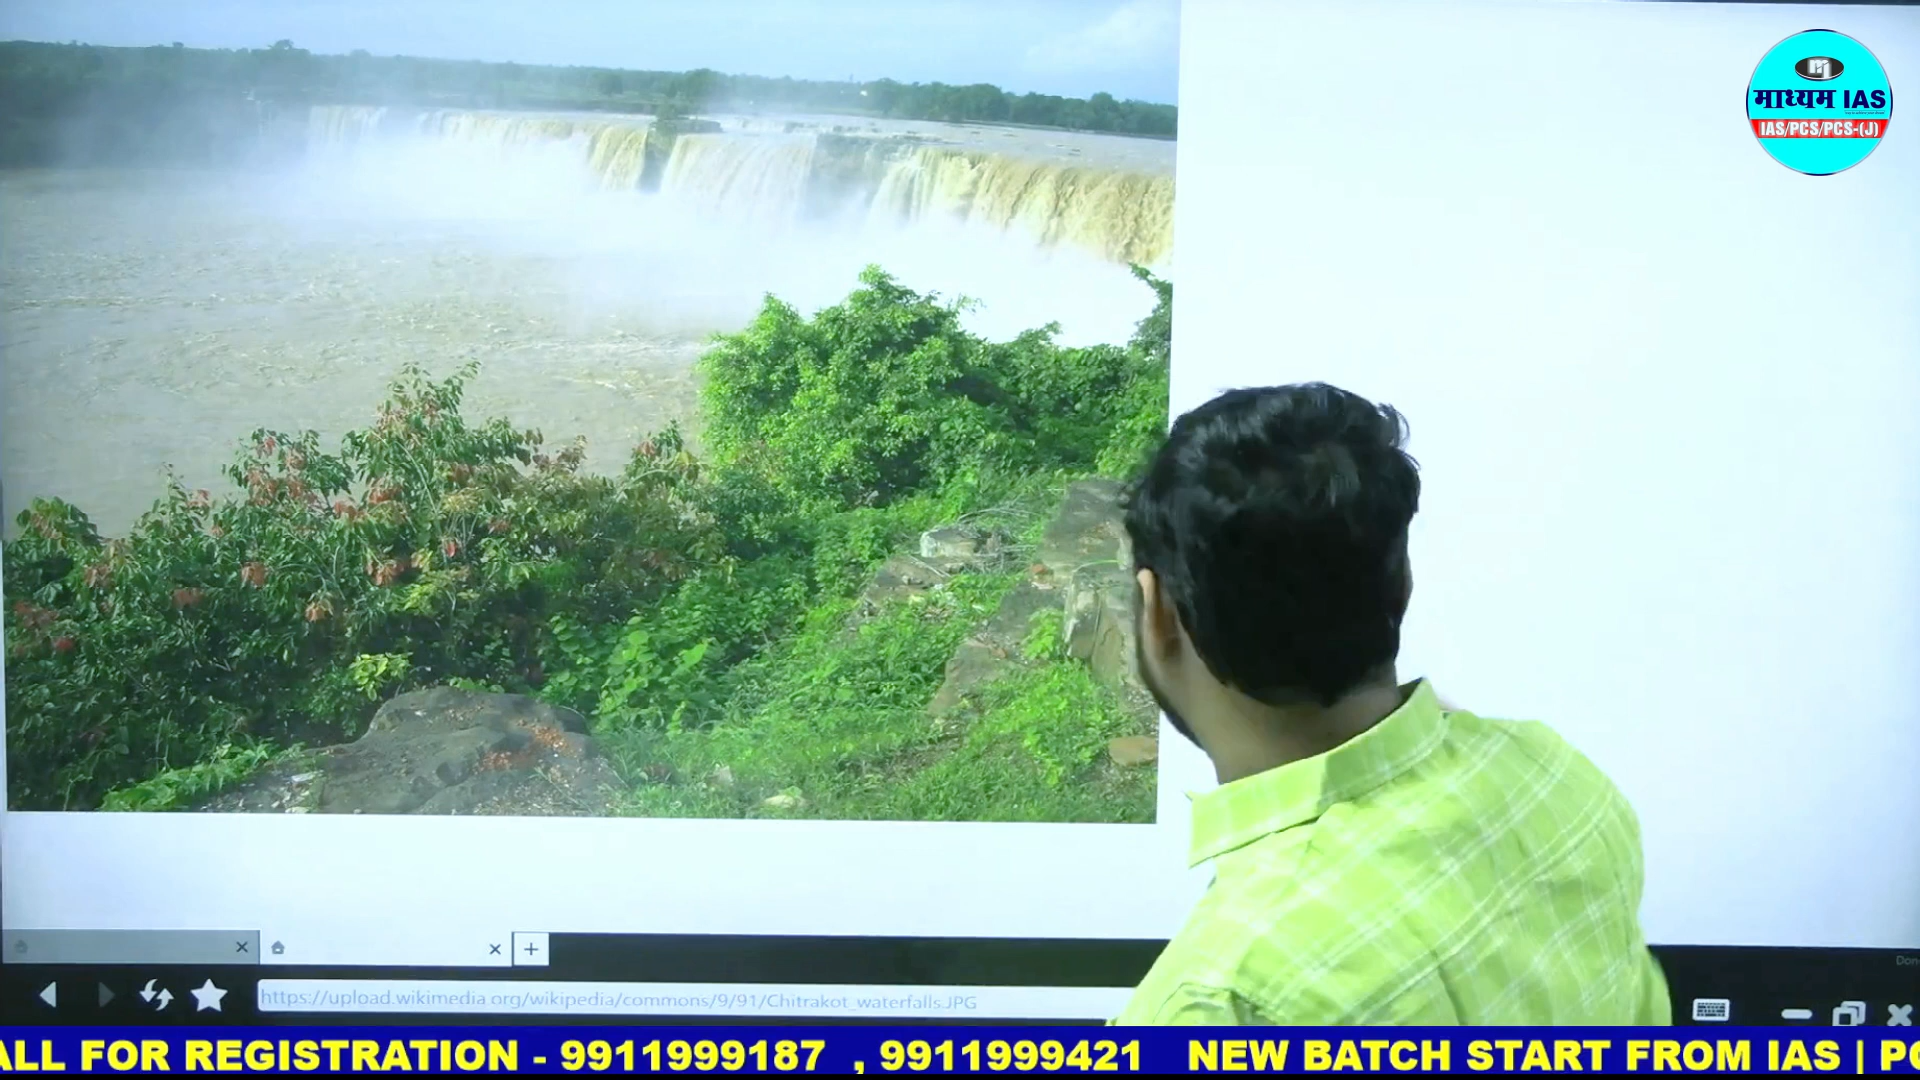 माध्यम IAS
IAS/PCS/PCS-(J)
Don
https://upload.wikimedia.org/wikipedia/commons/9/91/Chitrakot_waterfalls.JPG
ALL FOR REGISTRATION - 9911999187 , 9911999421 NEW BATCH START FROM IAS | PC